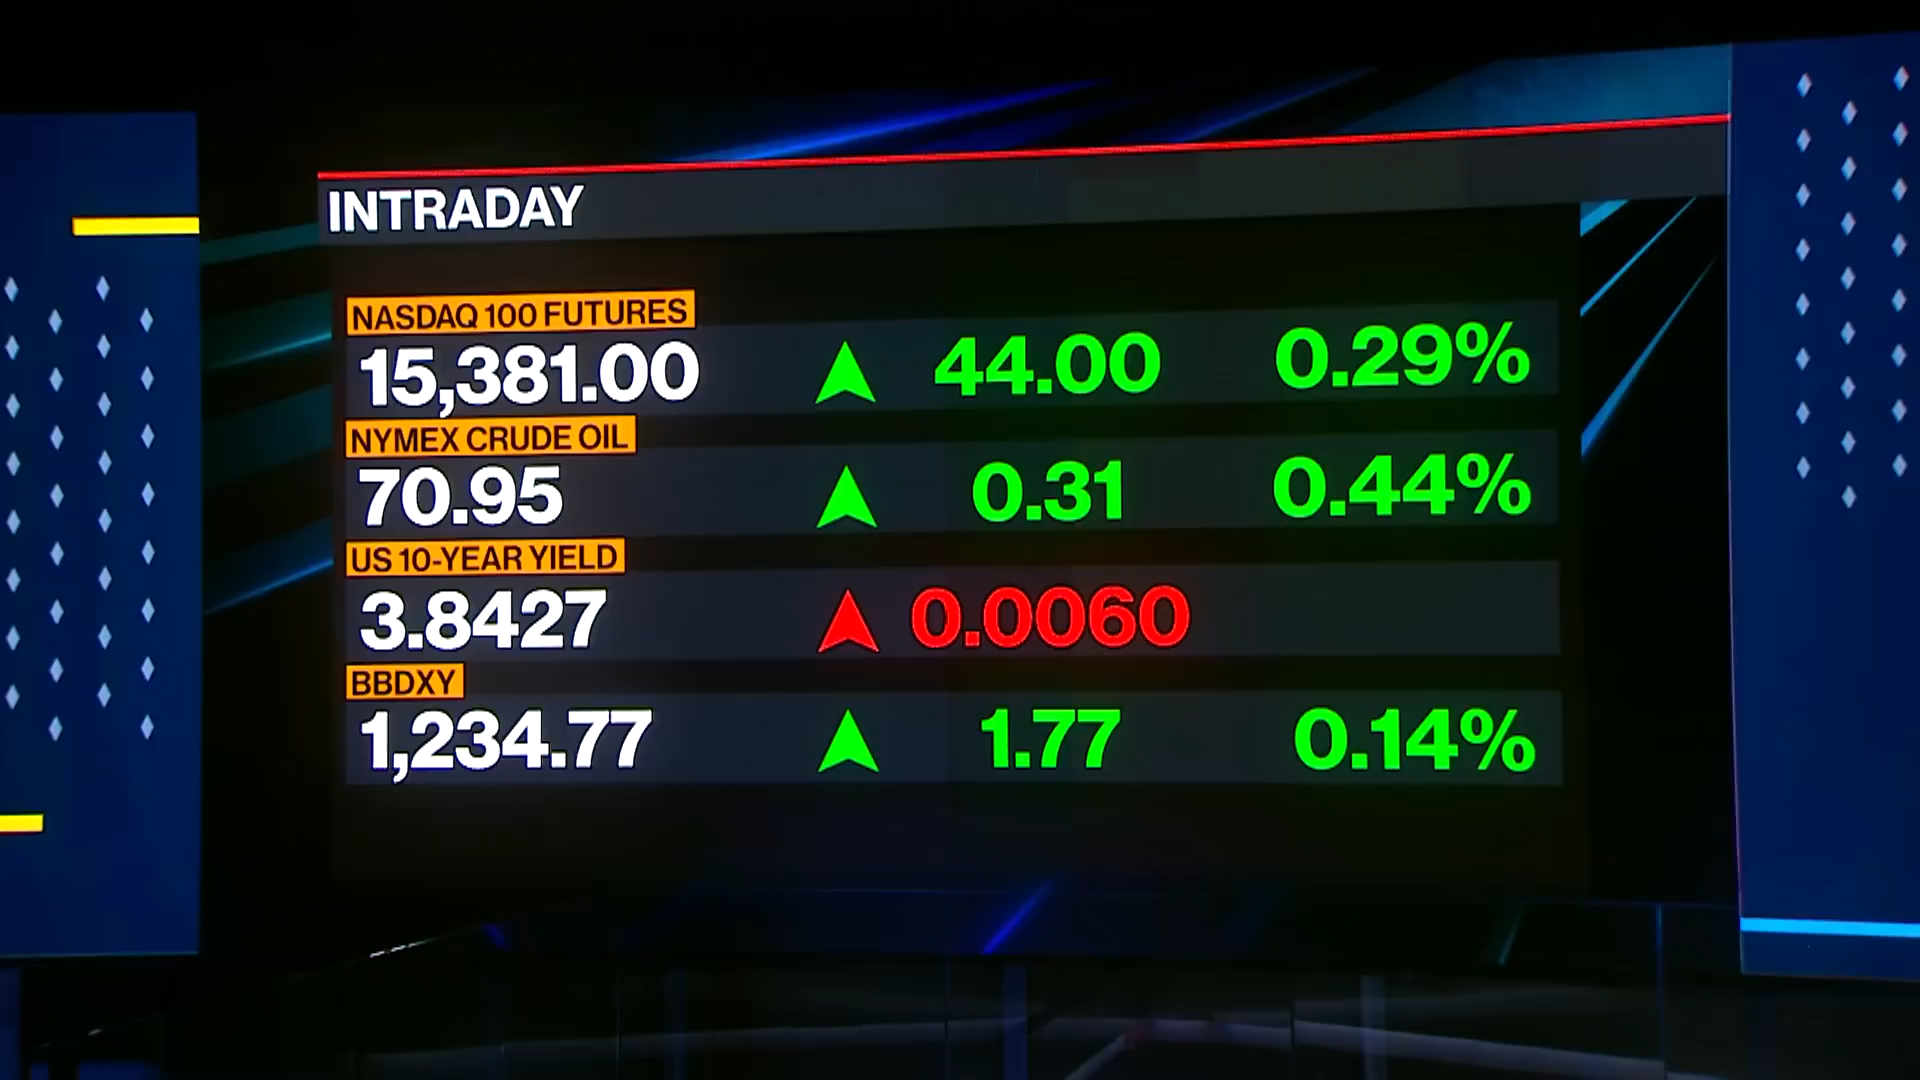 INTRADAY
NASDAQ 100 FUTURES
15,381.00 44.00 0.29%
NYMEX CRUDE OIL
70.95 0.31 0.44%
US 10-YEAR YIELD
3.8427 0.0060
BBDXY
1,234.77 1.77 0.14%